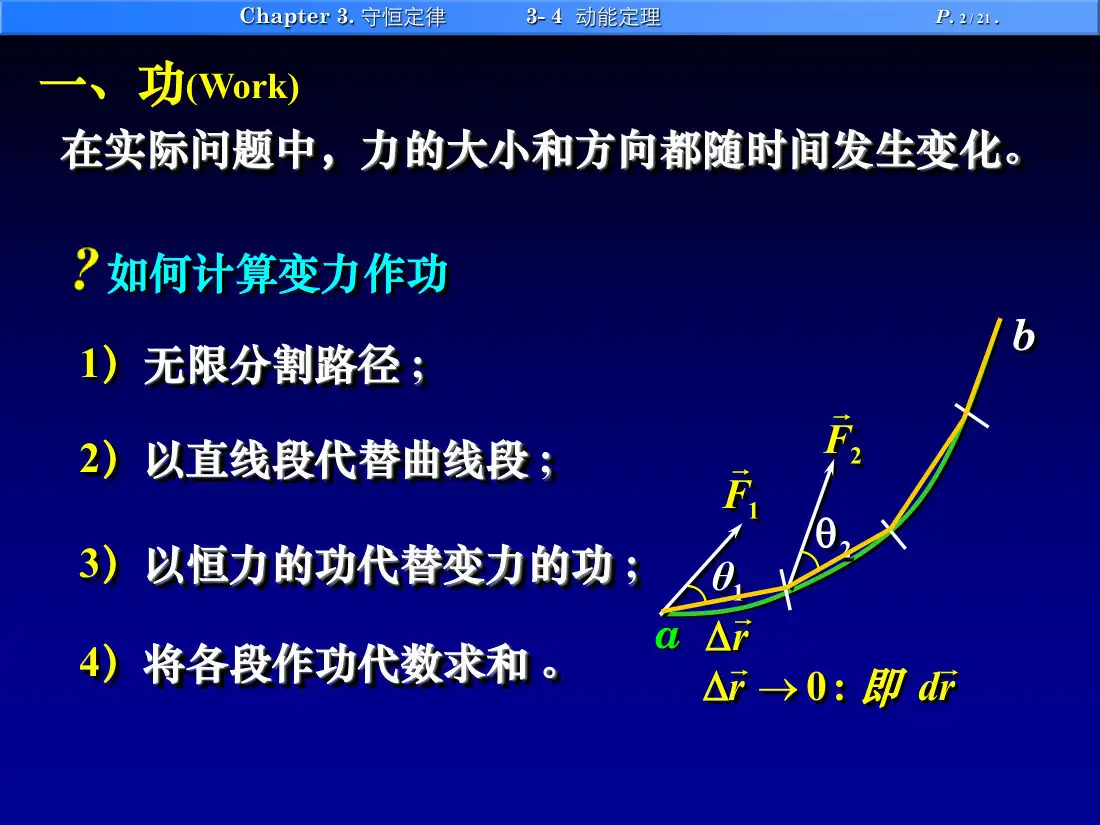 Chapter 3. 守恒定律 3- 4 动能定理 P. 2 / 21 .
一、功(Work)
在实际问题中，力的大小和方向都随时间发生变化。
? 如何计算变力作功
1）无限分割路径；
2）以直线段代替曲线段；
3）以恒力的功代替变力的功；
4）将各段作功代数求和 。
b
F⃗₂
F⃗₁
θ₂
θ₁
a Δr⃗
Δr⃗ → 0 : 即 dr⃗